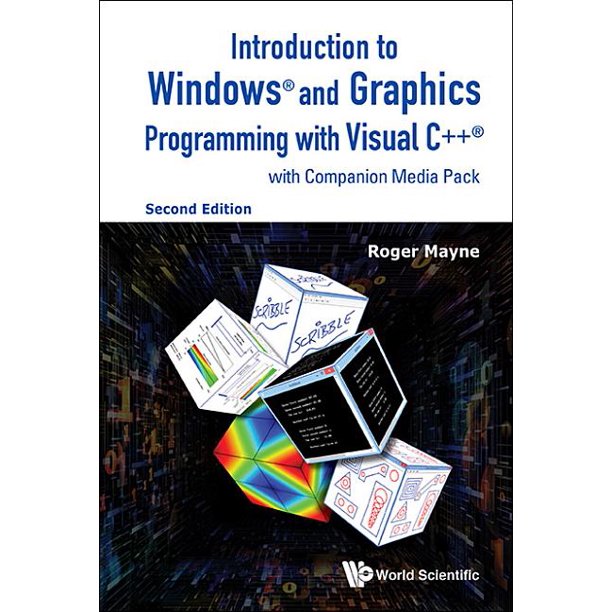 Introduction to
Windows® and Graphics
Programming with Visual C++®
with Companion Media Pack
Second Edition
Roger Mayne
SCRIBBLE
SCRIBBLE
World Scientific